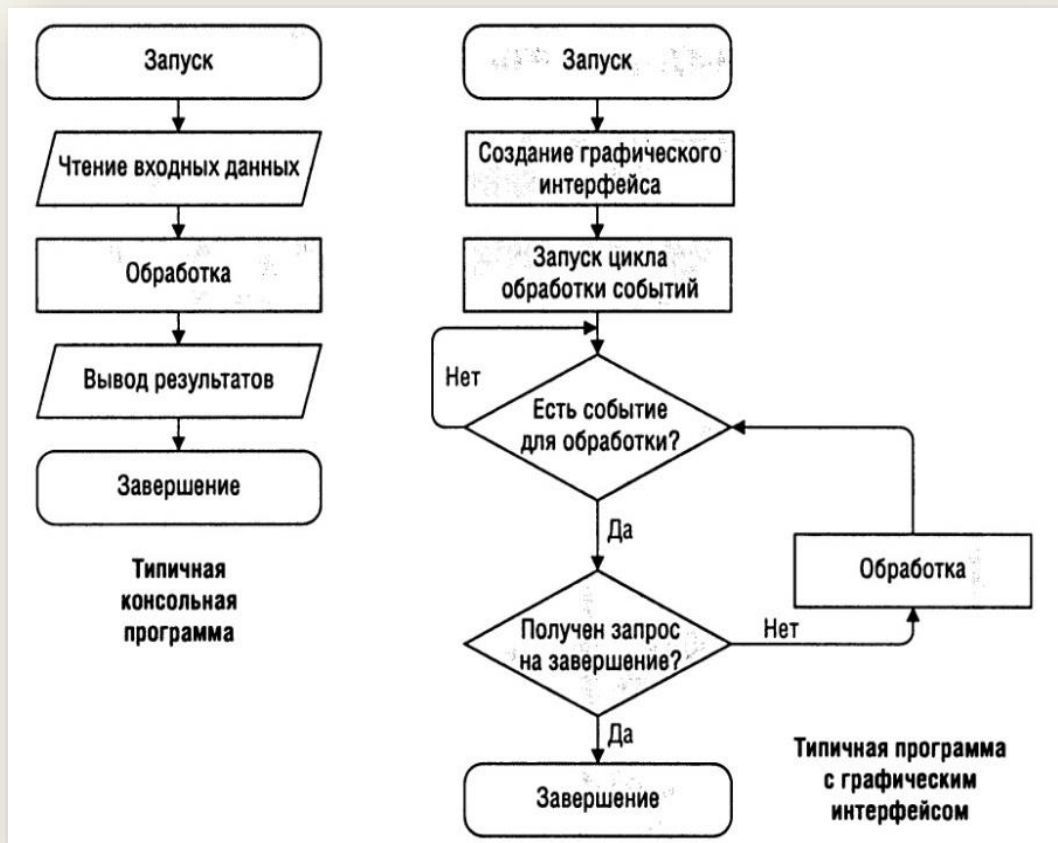 Запуск
Чтение входных данных
Обработка
Вывод результатов
Завершение
Типичная
консольная
программа
Запуск
Создание графического
интерфейса
Запуск цикла
обработки событий
Нет
Есть событие
для обработки?
Да
Обработка
Получен запрос
на завершение?
Нет
Да
Завершение
Типичная программа
с графическим
интерфейсом